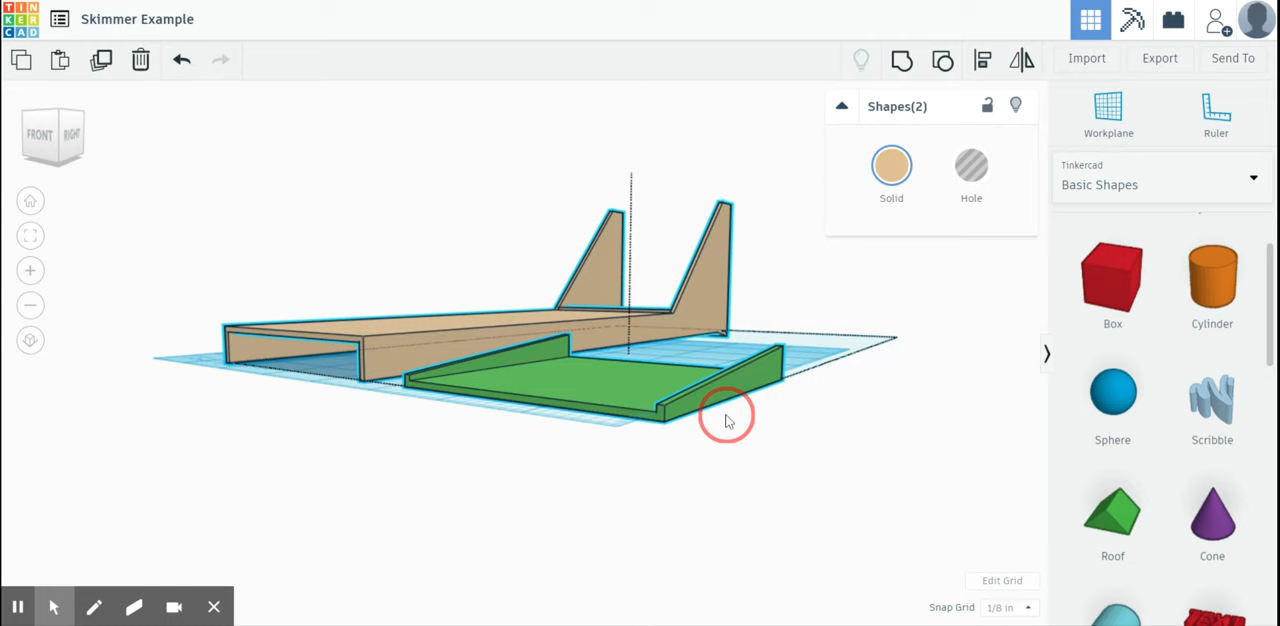 TIN
KER
CAD
Skimmer Example
Import
Export
Send To
FRONT
RIGHT
Shapes(2)
Solid
Hole
Workplane
Ruler
Tinkercad
Basic Shapes
Box
Cylinder
Sphere
Scribble
Roof
Cone
Edit Grid
Snap Grid 1/8 in